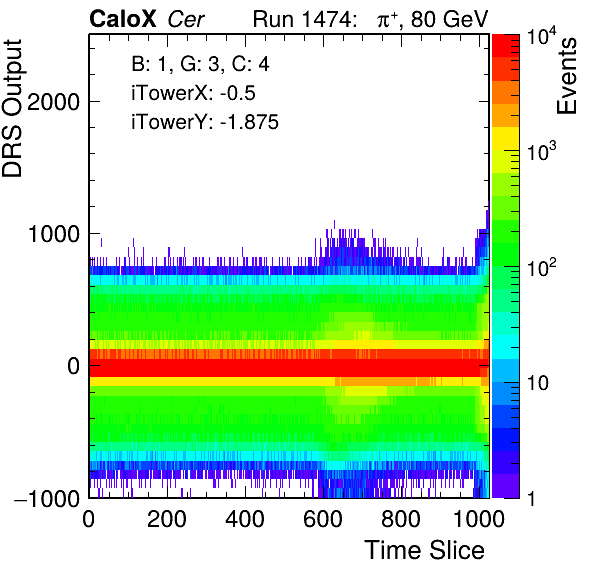 CaloX Cer Run 1474: π⁺, 80 GeV
B: 1, G: 3, C: 4
iTowerX: -0.5
iTowerY: -1.875
DRS Output
2000
1000
0
−1000
0 200 400 600 800 1000
Time Slice
Events
10⁴
10³
10²
10
1